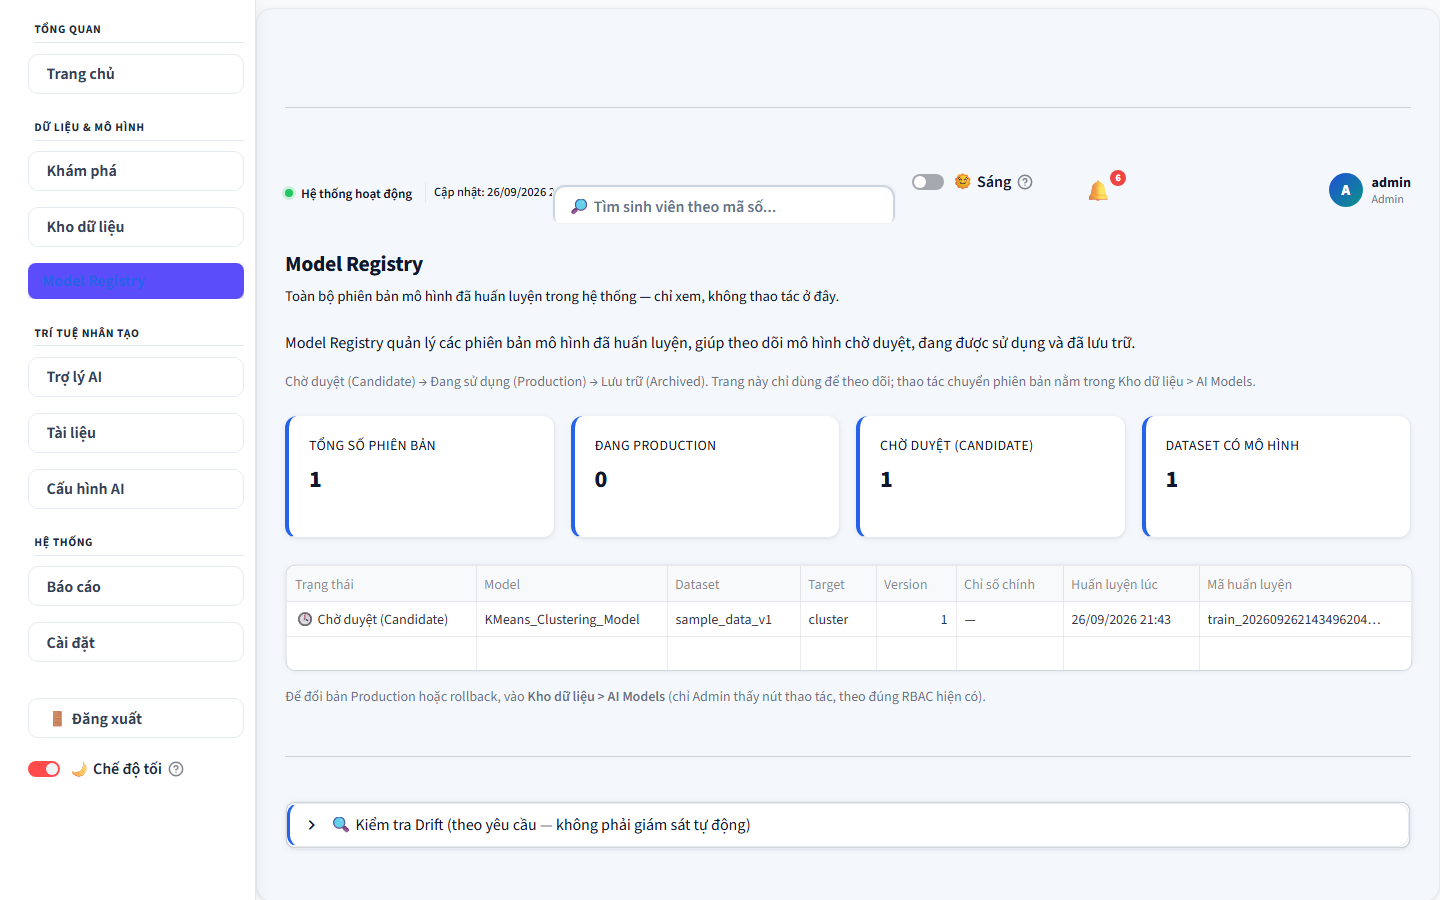 TỔNG QUAN
Trang chủ
DỮ LIỆU & MÔ HÌNH
Khám phá
Kho dữ liệu
Model Registry
TRÍ TUỆ NHÂN TẠO
Trợ lý AI
Tài liệu
Cấu hình AI
HỆ THỐNG
Báo cáo
Cài đặt
Đăng xuất
Chế độ tối
Hệ thống hoạt động
Cập nhật: 26/09/2026 2
Tìm sinh viên theo mã số...
Sáng
6
A
admin
Admin
Model Registry
Toàn bộ phiên bản mô hình đã huấn luyện trong hệ thống — chỉ xem, không thao tác ở đây.
Model Registry quản lý các phiên bản mô hình đã huấn luyện, giúp theo dõi mô hình chờ duyệt, đang được sử dụng và đã lưu trữ.
Chờ duyệt (Candidate) → Đang sử dụng (Production) → Lưu trữ (Archived). Trang này chỉ dùng để theo dõi; thao tác chuyển phiên bản nằm trong Kho dữ liệu > AI Models.
TỔNG SỐ PHIÊN BẢN
1
ĐANG PRODUCTION
0
CHỜ DUYỆT (CANDIDATE)
1
DATASET CÓ MÔ HÌNH
1
Trạng thái Model Dataset Target Version Chỉ số chính Huấn luyện lúc Mã huấn luyện
Chờ duyệt (Candidate) KMeans_Clustering_Model sample_data_v1 cluster 1 — 26/09/2026 21:43 train_202609262143496204...
Để đổi bản Production hoặc rollback, vào Kho dữ liệu > AI Models (chỉ Admin thấy nút thao tác, theo đúng RBAC hiện có).
Kiểm tra Drift (theo yêu cầu — không phải giám sát tự động)